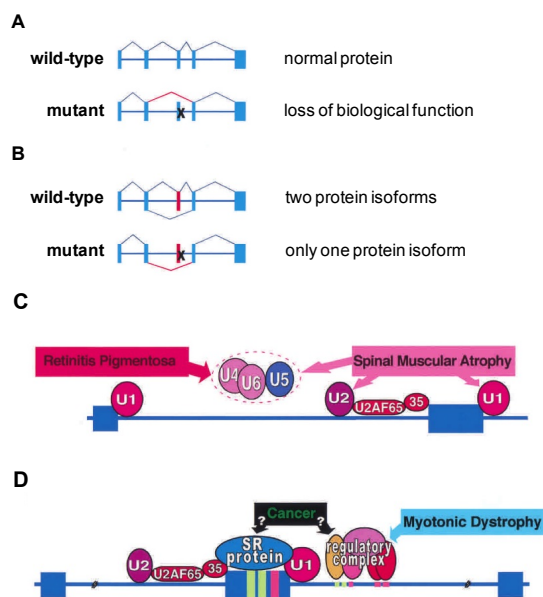 A
wild-type normal protein
mutant loss of biological function
X
B
wild-type two protein isoforms
mutant only one protein isoform
X
C
Retinitis Pigmentosa
Spinal Muscular Atrophy
U4 U6 U5
U1 U2 U2AF65 35 U1
D
? Cancer ?
Myotonic Dystrophy
SR
protein
regulatory
complex
U2 U2AF65 35 U1